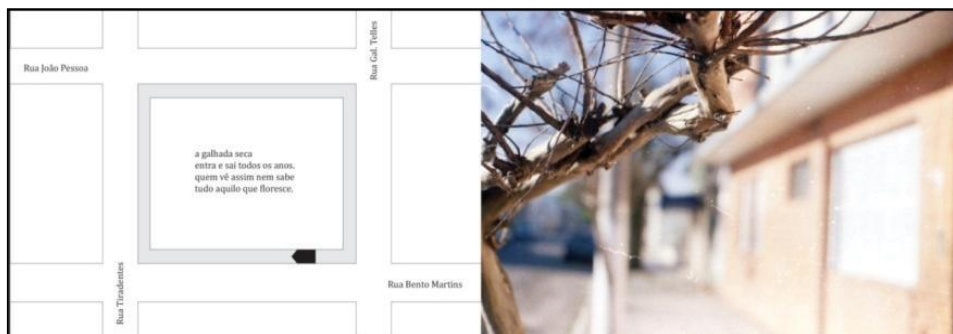 Rua João Pessoa
Rua Gal. Telles
a galhada seca
entra e sai todos os anos.
quem vê assim nem sabe
tudo aquilo que floresce.
Rua Tiradentes
Rua Bento Martins